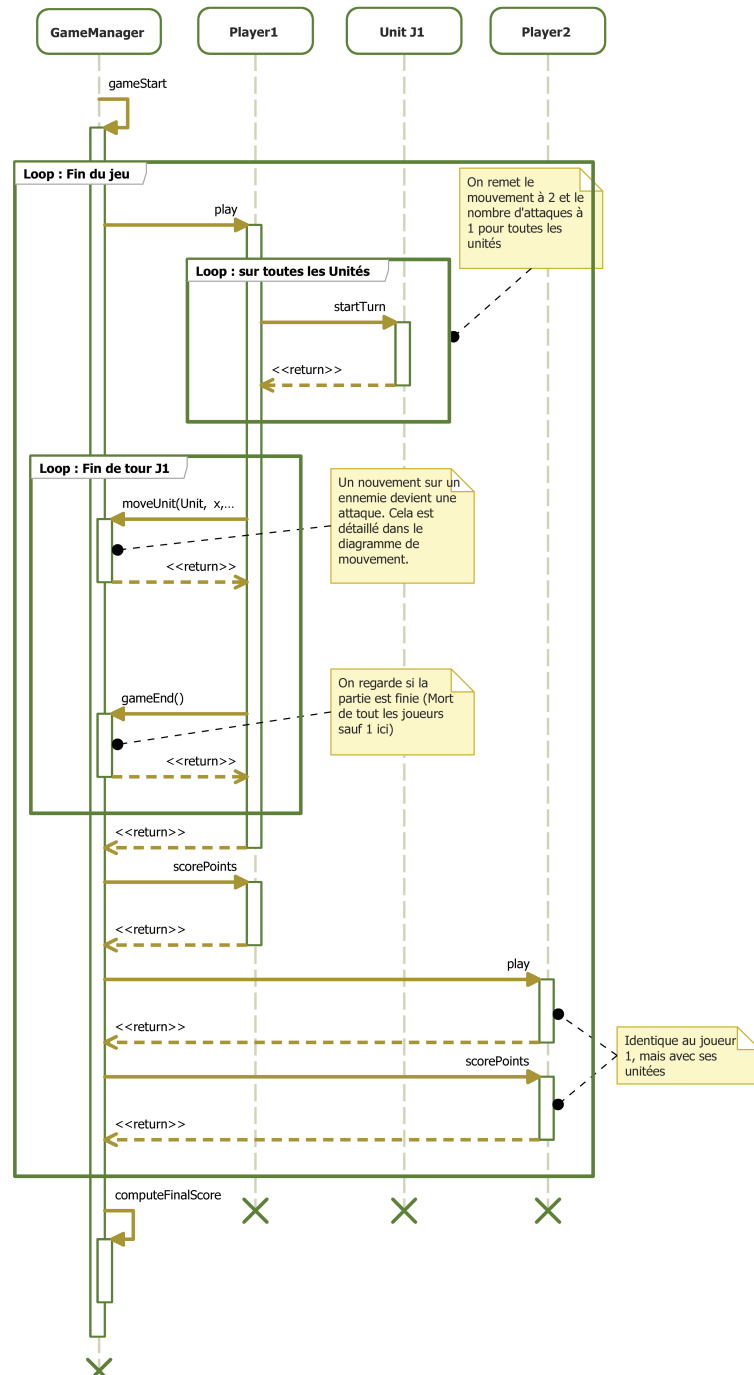 GameManager
Player1
Unit J1
Player2
gameStart
Loop : Fin du jeu
On remet le
mouvement à 2 et le
nombre d'attaques à
1 pour toutes les
unités
play
Loop : sur toutes les Unités
startTurn
<<return>>
Loop : Fin de tour J1
Un nouvement sur un
ennemie devient une
attaque. Cela est
détaillé dans le
diagramme de
mouvement.
moveUnit(Unit, x,...
<<return>>
On regarde si la
partie est finie (Mort
de tout les joueurs
sauf 1 ici)
gameEnd()
<<return>>
<<return>>
scorePoints
<<return>>
play
<<return>>
Identique au joueur
1, mais avec ses
unitées
scorePoints
<<return>>
computeFinalScore